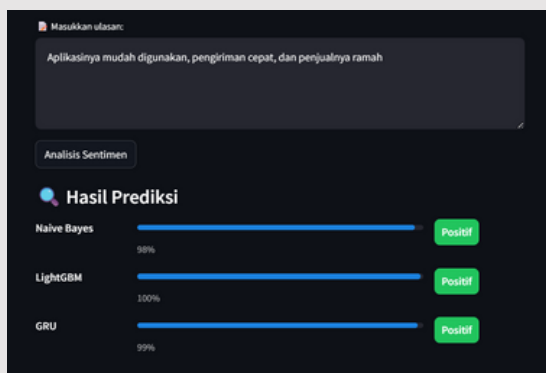 Masukkan ulasan:
Aplikasinya mudah digunakan, pengiriman cepat, dan penjualnya ramah
Analisis Sentimen
Hasil Prediksi
Naive Bayes
Positif
98%
LightGBM
Positif
100%
GRU
Positif
99%